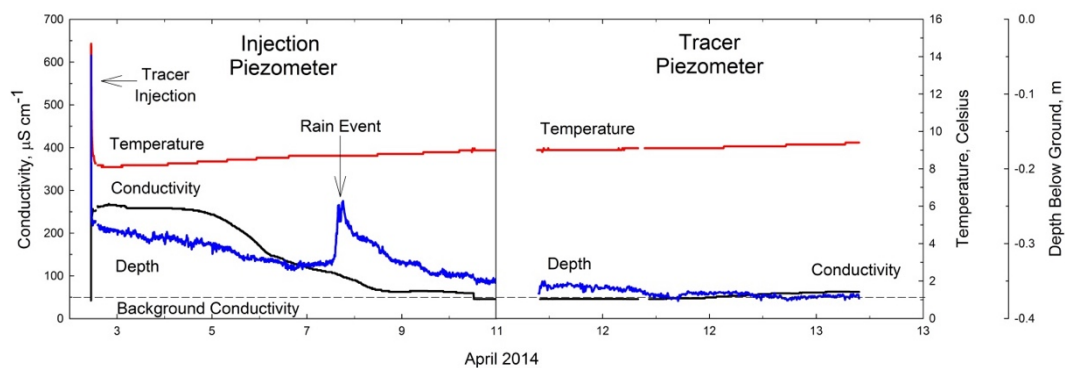 Injection
Piezometer
Tracer
Piezometer
Tracer
Injection
Rain Event
Temperature
Conductivity
Depth
Background Conductivity
Temperature
Depth
Conductivity
Conductivity, µS cm⁻¹
700
600
500
400
300
200
100
0
Temperature, Celsius
16
14
12
10
8
6
4
2
0
Depth Below Ground, m
0.0
-0.1
-0.2
-0.3
-0.4
3 5 7 9 11 12 12 13 13
April 2014